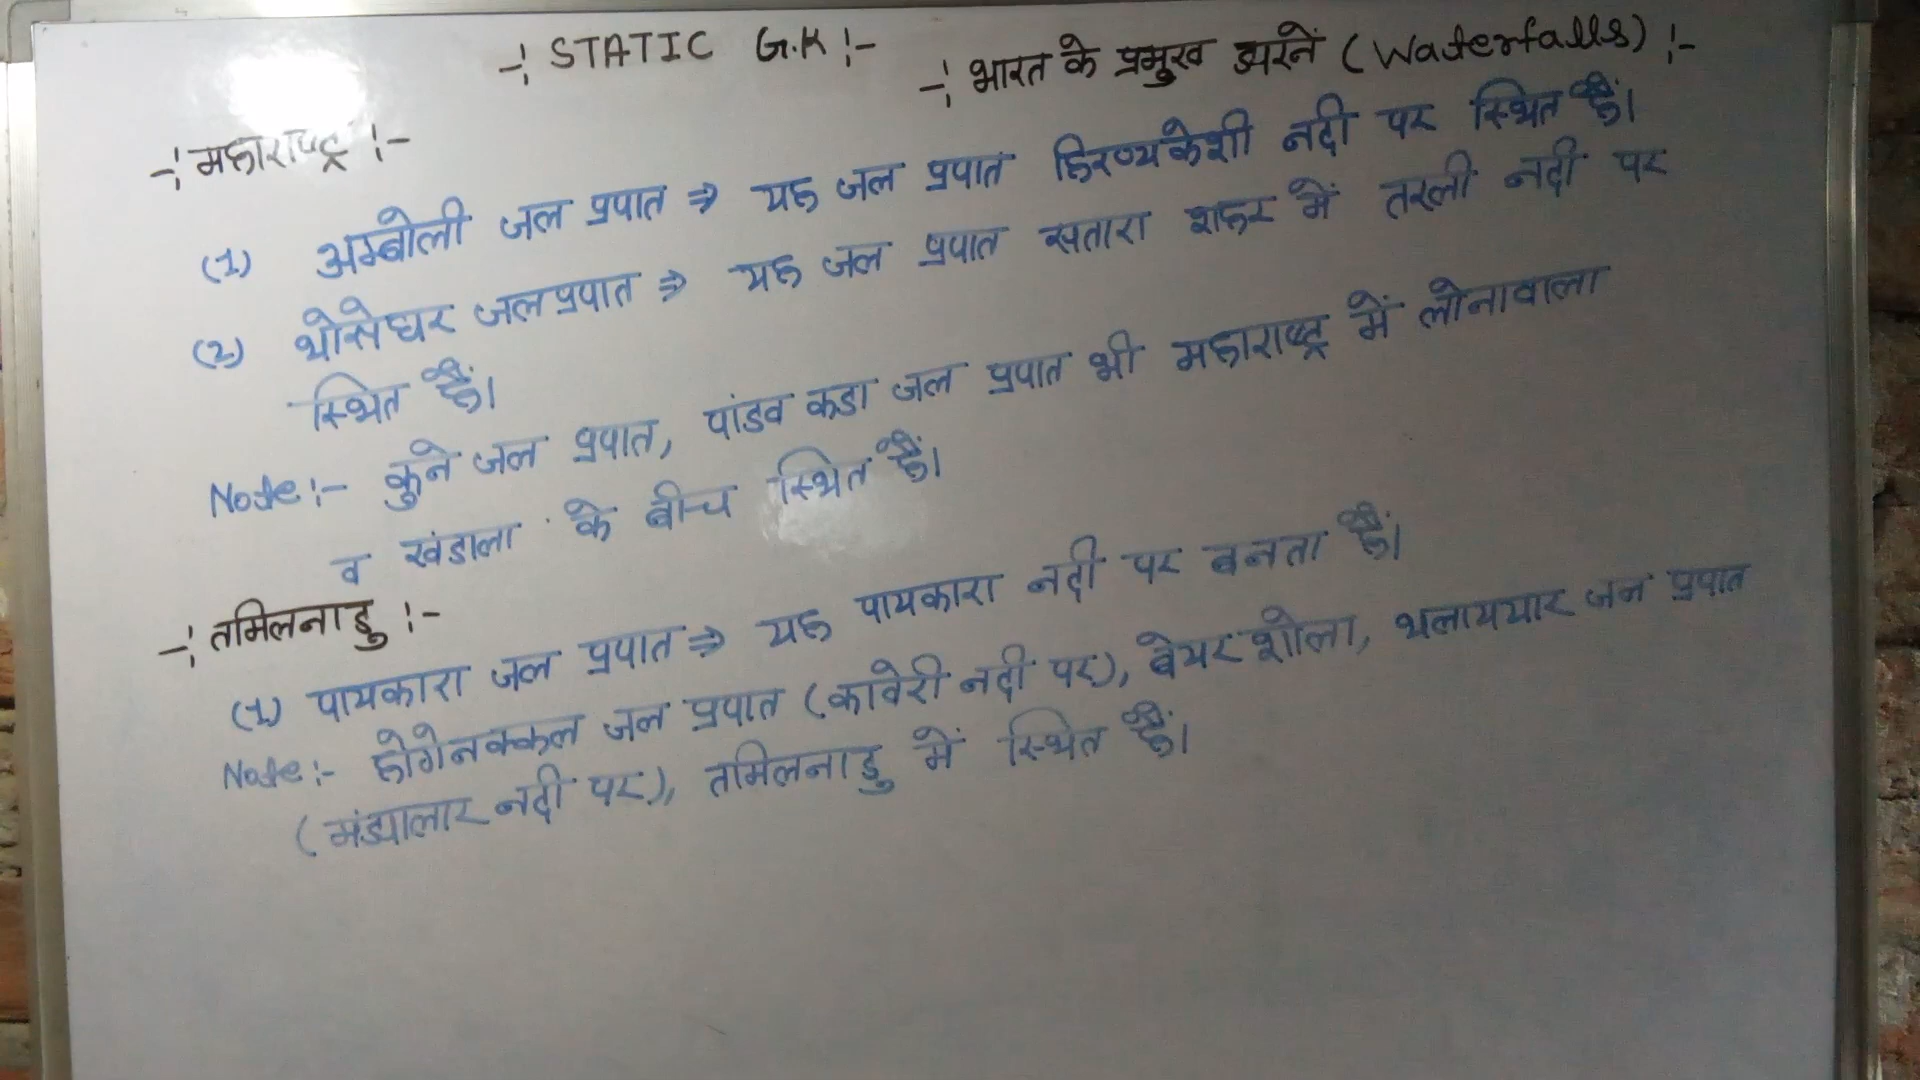 -: STATIC G.K :-
-: भारत के प्रमुख झरनें (Waterfalls) :-
-: महाराष्ट्र :-
(1) अम्बोली जल प्रपात ⇒ यह जल प्रपात हिरण्यकेशी नदी पर स्थित हैं।
(2) थोसेघर जलप्रपात ⇒ यह जल प्रपात सतारा शहर में तरली नदी पर
स्थित हैं।
Note:- कुने जल प्रपात, पांडव कडा जल प्रपात भी महाराष्ट्र में लोनावाला
व खंडाला के बीच स्थित हैं।
-: तमिलनाडु :-
(1) पायकारा जल प्रपात ⇒ यह पायकारा नदी पर बनता हैं।
Note:- होगेनक्कल जल प्रपात (कावेरी नदी पर), बेयर शोला, थलाययार जल प्रपात
(मंझ्यालार नदी पर), तमिलनाडु में स्थित हैं।